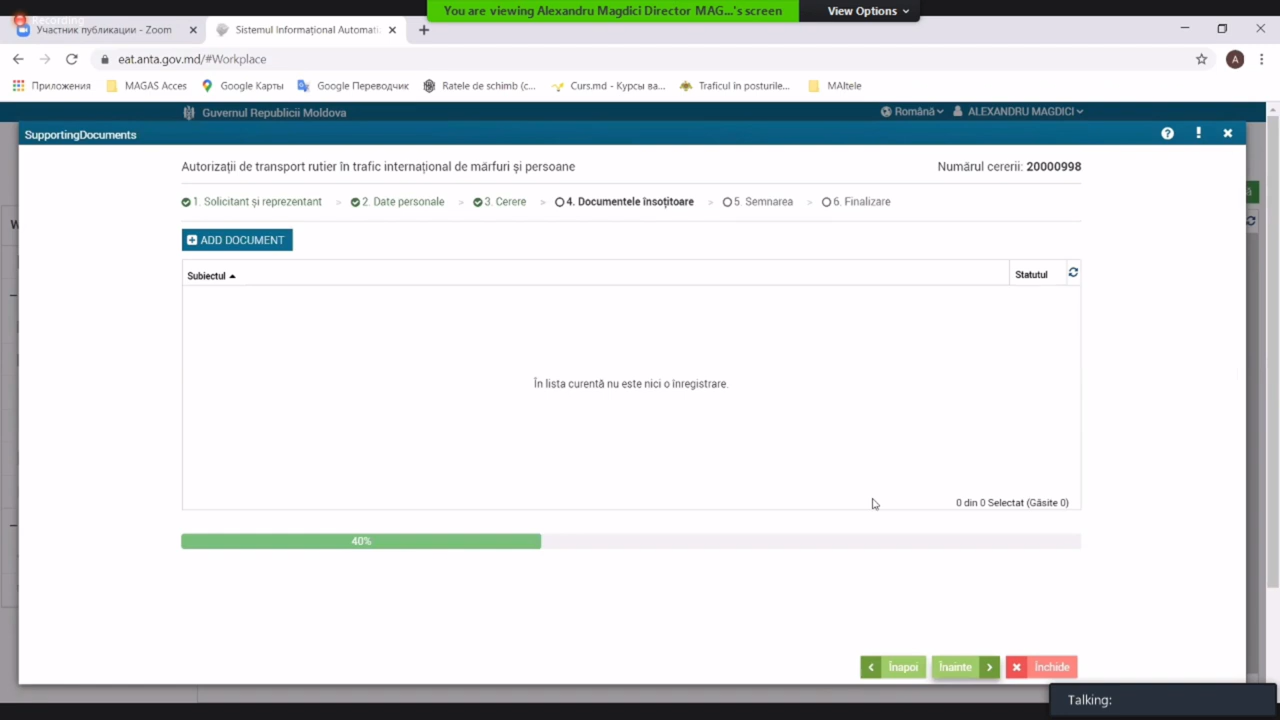 You are viewing Alexandru Magdici Director MAG...'s screen
View Options
Recording
Участник публикации - Zoom
Sistemul Informațional Automati
eat.anta.gov.md/#Workplace
A
Приложения
MAGAS Acces
Google Карты
Google Переводчик
Ratele de schimb (c...
Curs.md - Курсы ва...
Traficul în posturile...
MAItele
Guvernul Republicii Moldova
Română
ALEXANDRU MAGDICI
SupportingDocuments
Autorizații de transport rutier în trafic internațional de mărfuri și persoane
Numărul cererii: 20000998
1. Solicitant și reprezentant > 2. Date personale > 3. Cerere > 4. Documentele însoțitoare > 5. Semnarea > 6. Finalizare
ADD DOCUMENT
Subiectul
Statutul
În lista curentă nu este nici o înregistrare.
0 din 0 Selectat (Găsite 0)
40%
Înapoi
Înainte
Închide
Talking: